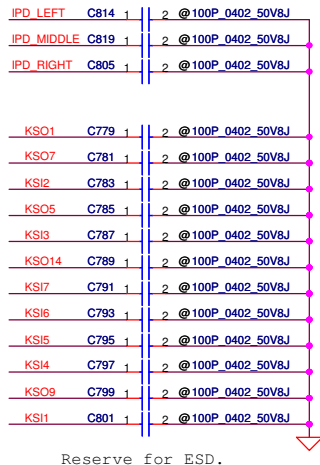 IPD_LEFT C814 1 2 @100P_0402_50V8J
IPD_MIDDLE C819 1 2 @100P_0402_50V8J
IPD_RIGHT C805 1 2 @100P_0402_50V8J
KSO1 C779 1 2 @100P_0402_50V8J
KSO7 C781 1 2 @100P_0402_50V8J
KSI2 C783 1 2 @100P_0402_50V8J
KSO5 C785 1 2 @100P_0402_50V8J
KSI3 C787 1 2 @100P_0402_50V8J
KSO14 C789 1 2 @100P_0402_50V8J
KSI7 C791 1 2 @100P_0402_50V8J
KSI6 C793 1 2 @100P_0402_50V8J
KSI5 C795 1 2 @100P_0402_50V8J
KSI4 C797 1 2 @100P_0402_50V8J
KSO9 C799 1 2 @100P_0402_50V8J
KSI1 C801 1 2 @100P_0402_50V8J
Reserve for ESD.